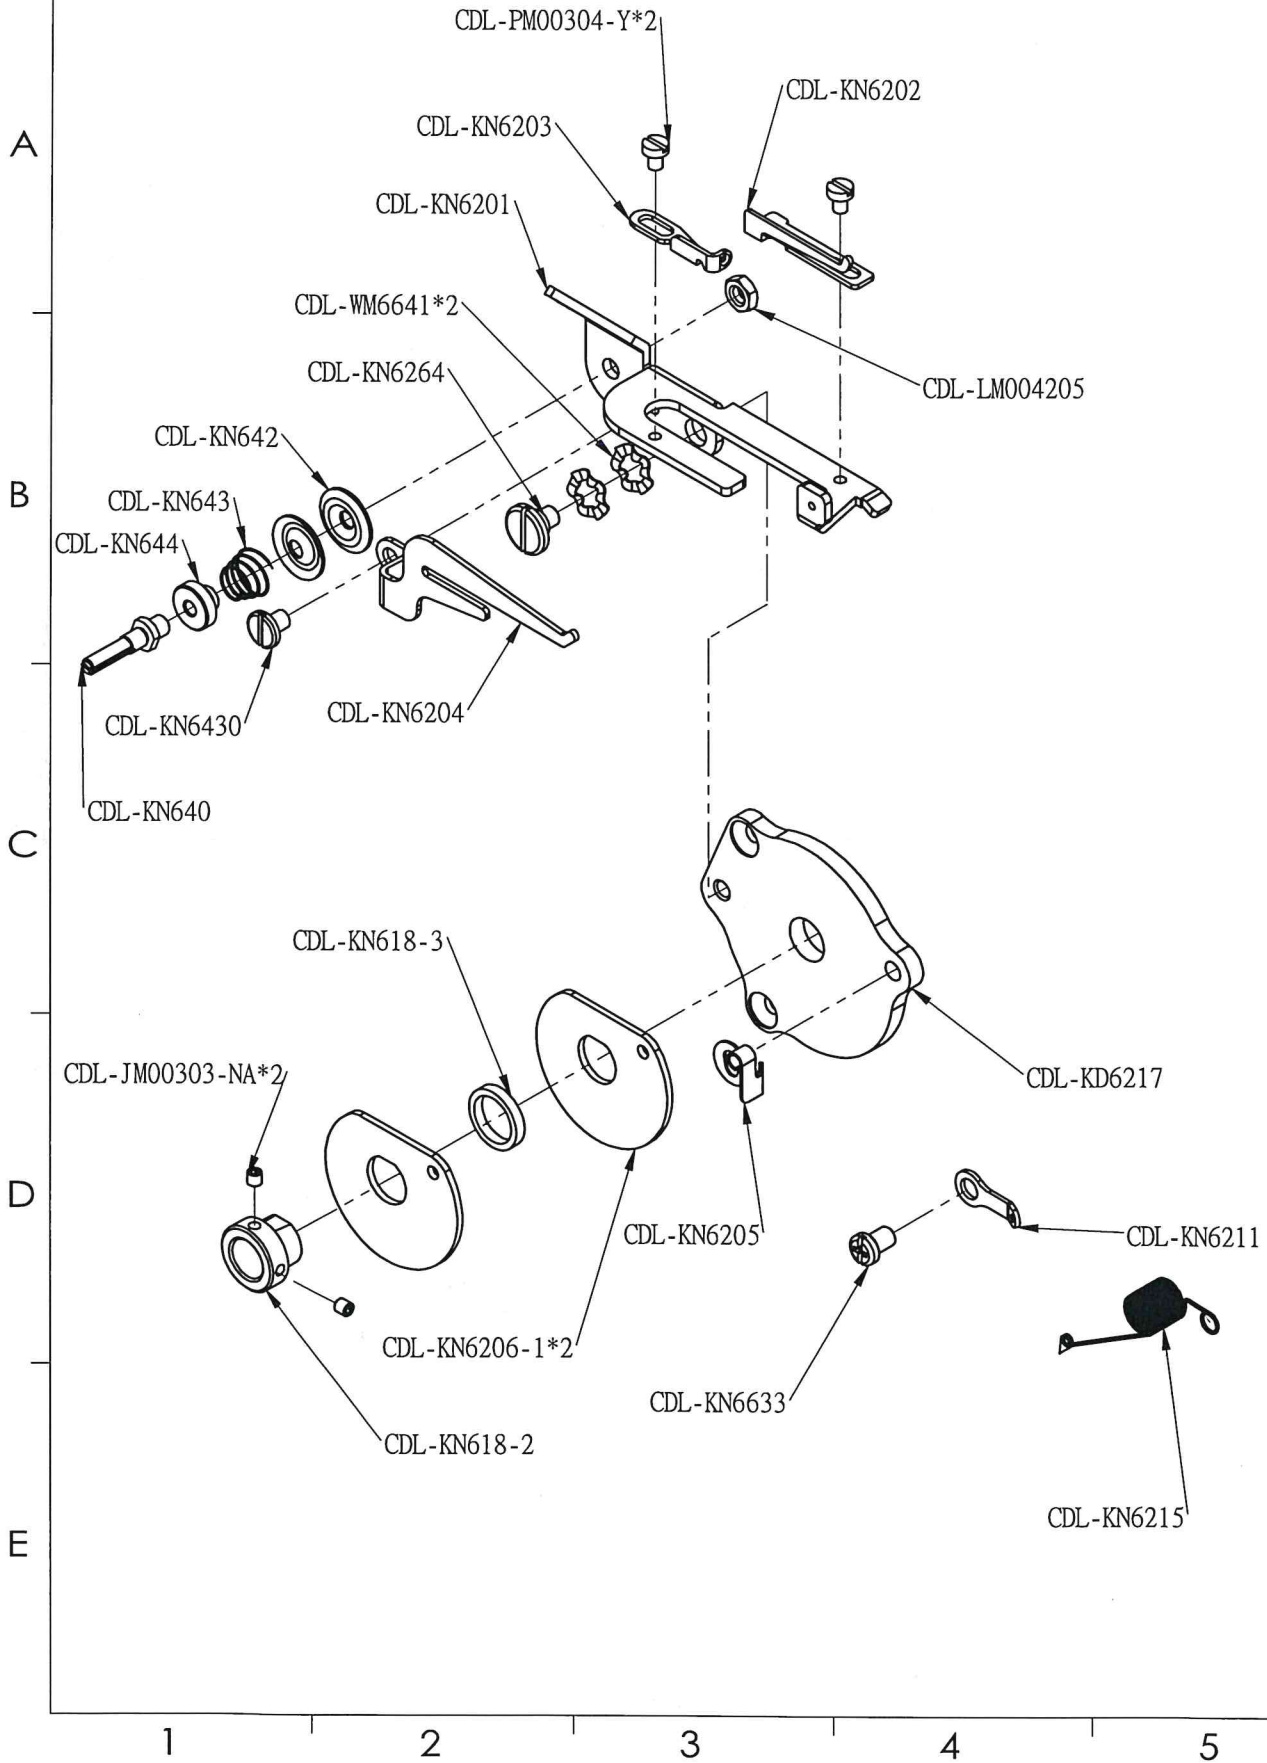 CDL-PM00304-Y*2
CDL-KN6202
CDL-KN6203
A
CDL-KN6201
CDL-WM6641*2
CDL-KN6264
CDL-LM004205
CDL-KN642
B
CDL-KN643
CDL-KN644
CDL-KN6430
CDL-KN6204
CDL-KN640
C
CDL-KN618-3
CDL-JM00303-NA*2
CDL-KD6217
D
CDL-KN6205
CDL-KN6211
CDL-KN6206-1*2
CDL-KN6633
CDL-KN618-2
CDL-KN6215
E
1 2 3 4 5